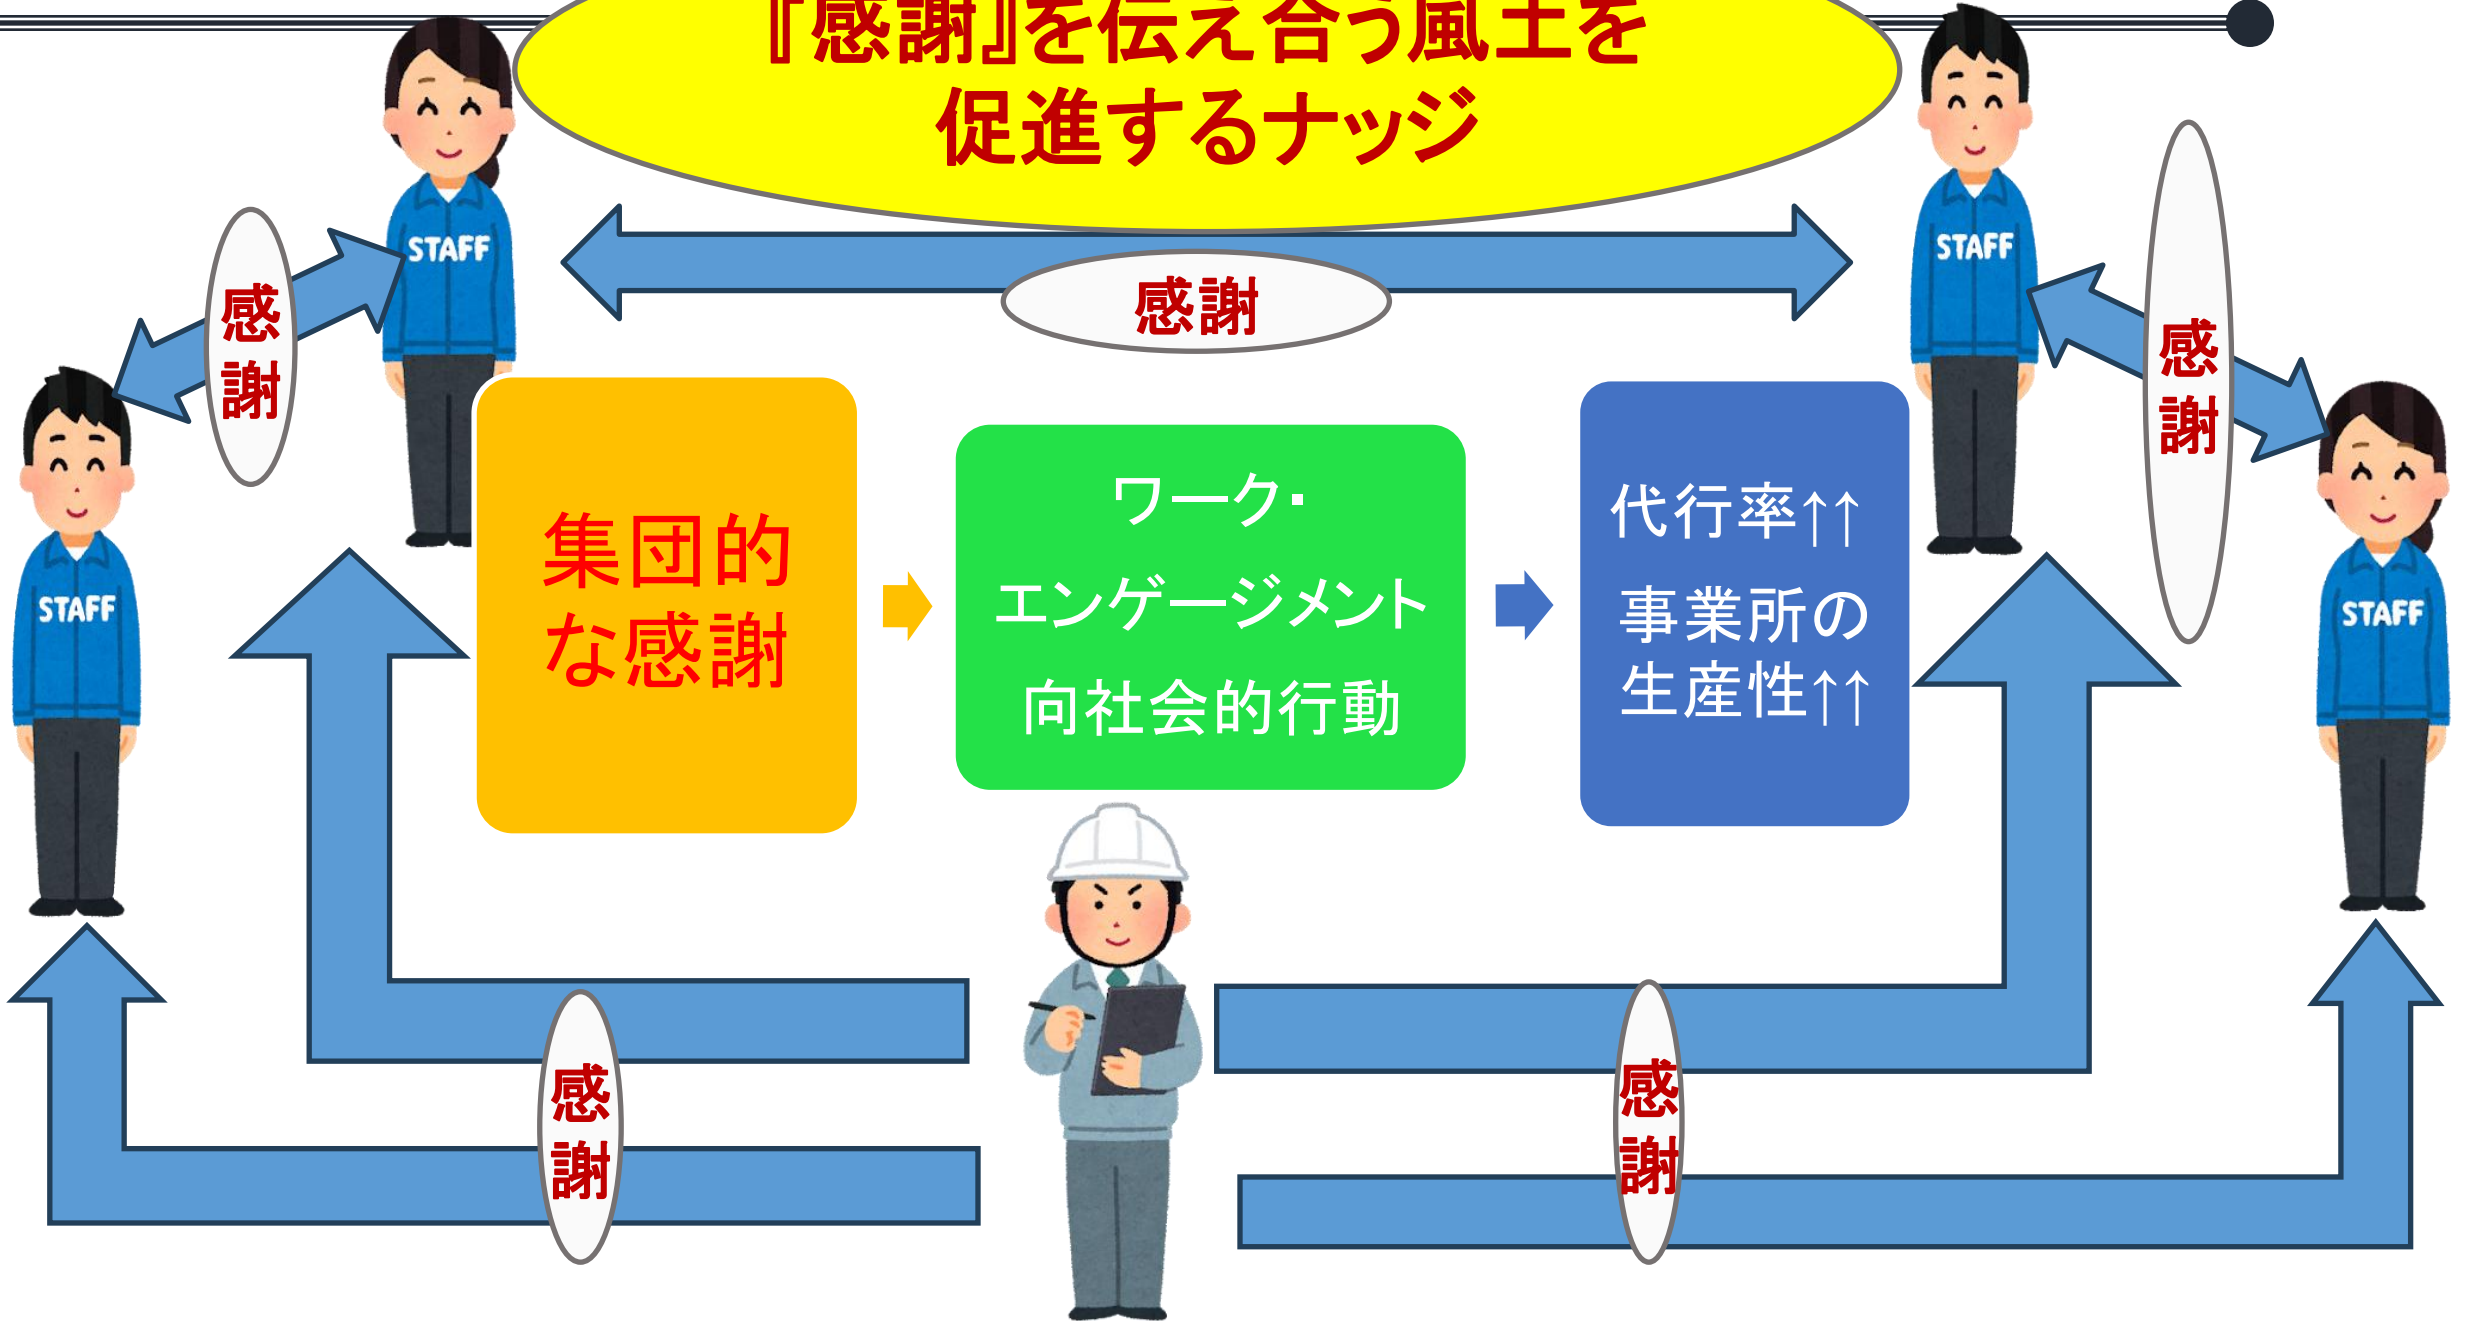 『感謝』を伝え合う風土を
促進するナッジ
STAFF
STAFF
感謝
感
謝
感
謝
集団的
な感謝
ワーク・
エンゲージメント
向社会的行動
代行率↑↑
事業所の
生産性↑↑
STAFF
STAFF
感
謝
感
謝